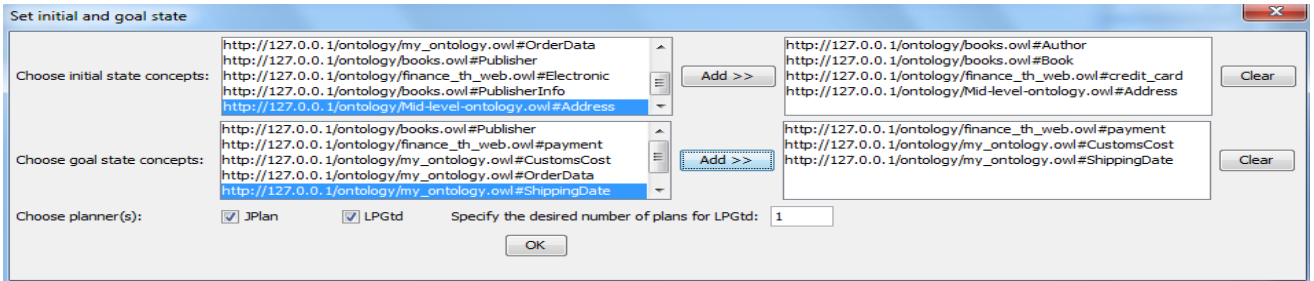 Set initial and goal state
Choose initial state concepts:
http://127.0.0.1/ontology/my_ontology.owl#OrderData
http://127.0.0.1/ontology/books.owl#Publisher
http://127.0.0.1/ontology/finance_th_web.owl#Electronic
http://127.0.0.1/ontology/books.owl#PublisherInfo
http://127.0.0.1/ontology/Mid-level-ontology.owl#Address
Add >>
http://127.0.0.1/ontology/books.owl#Author
http://127.0.0.1/ontology/books.owl#Book
http://127.0.0.1/ontology/finance_th_web.owl#credit_card
http://127.0.0.1/ontology/Mid-level-ontology.owl#Address
Clear
Choose goal state concepts:
http://127.0.0.1/ontology/books.owl#Publisher
http://127.0.0.1/ontology/finance_th_web.owl#payment
http://127.0.0.1/ontology/my_ontology.owl#CustomsCost
http://127.0.0.1/ontology/my_ontology.owl#OrderData
http://127.0.0.1/ontology/my_ontology.owl#ShippingDate
Add >>
http://127.0.0.1/ontology/finance_th_web.owl#payment
http://127.0.0.1/ontology/my_ontology.owl#CustomsCost
http://127.0.0.1/ontology/my_ontology.owl#ShippingDate
Clear
Choose planner(s): JPlan LPGtd Specify the desired number of plans for LPGtd: 1
OK